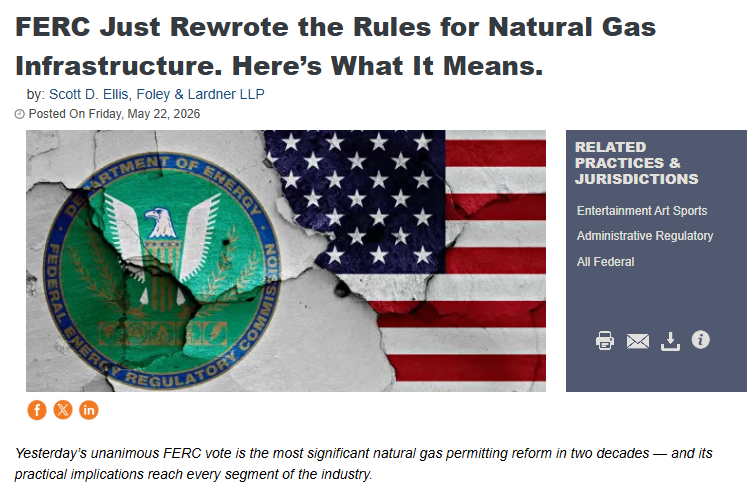 FERC Just Rewrote the Rules for Natural Gas
Infrastructure. Here’s What It Means.
by: Scott D. Ellis, Foley & Lardner LLP
Posted On Friday, May 22, 2026
DEPARTMENT OF ENERGY
FEDERAL ENERGY REGULATORY COMMISSION
RELATED
PRACTICES &
JURISDICTIONS
Entertainment Art Sports
Administrative Regulatory
All Federal
Yesterday’s unanimous FERC vote is the most significant natural gas permitting reform in two decades — and its
practical implications reach every segment of the industry.